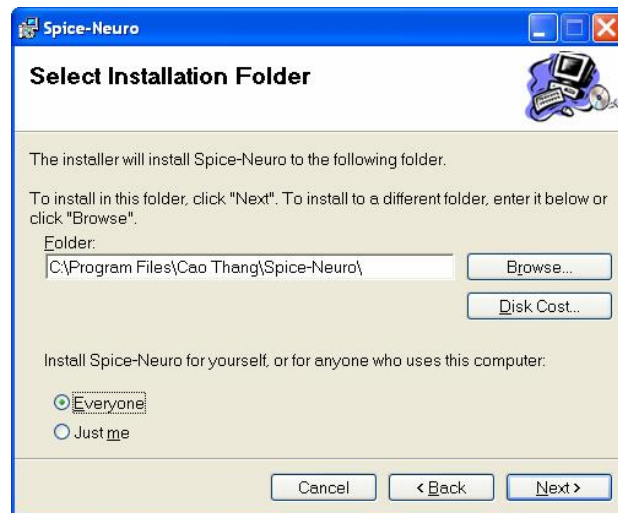 Spice-Neuro
Select Installation Folder
The installer will install Spice-Neuro to the following folder.
To install in this folder, click "Next". To install to a different folder, enter it below or
click "Browse".
Folder:
C:\Program Files\Cao Thang\Spice-Neuro\
Browse...
Disk Cost...
Install Spice-Neuro for yourself, or for anyone who uses this computer:
Everyone
Just me
Cancel
< Back
Next >